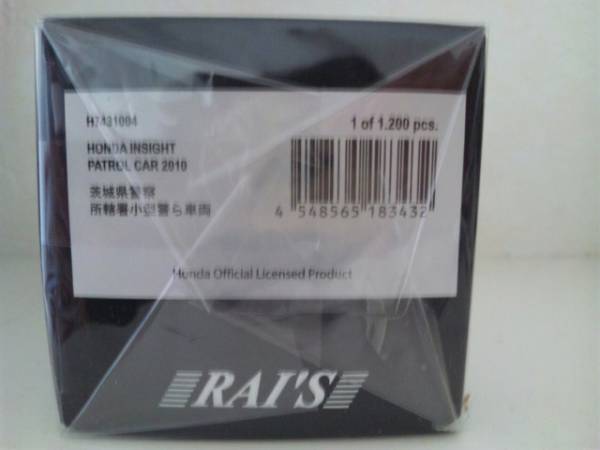 H7431004
1 of 1.200 pcs.
HONDA INSIGHT
PATROL CAR 2010
茨城県警察
所轄署小型警ら車両
4 548565 183432
Honda Official Licensed Product
RAI'S